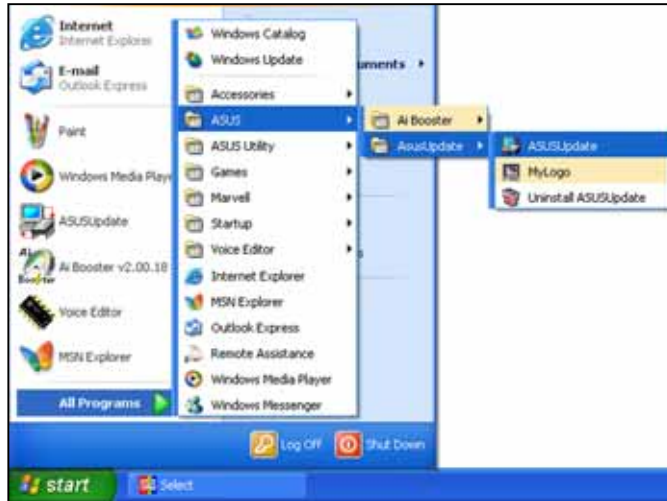 Internet
Internet Explorer
E-mail
Outlook Express
Paint
Windows Media Play
ASUSUpdate
Ai Booster v2.00.18
Voice Editor
MSN Explorer
All Programs
Windows Catalog
Windows Update
Accessories
ASUS
ASUS Utility
Games
Marvell
Startup
Voice Editor
Internet Explorer
MSN Explorer
Outlook Express
Remote Assistance
Windows Media Player
Windows Messenger
uments
Ai Booster
AsusUpdate
ASUSUpdate
MyLogo
Uninstall ASUSUpdate
Log Off
Shut Down
start
Select